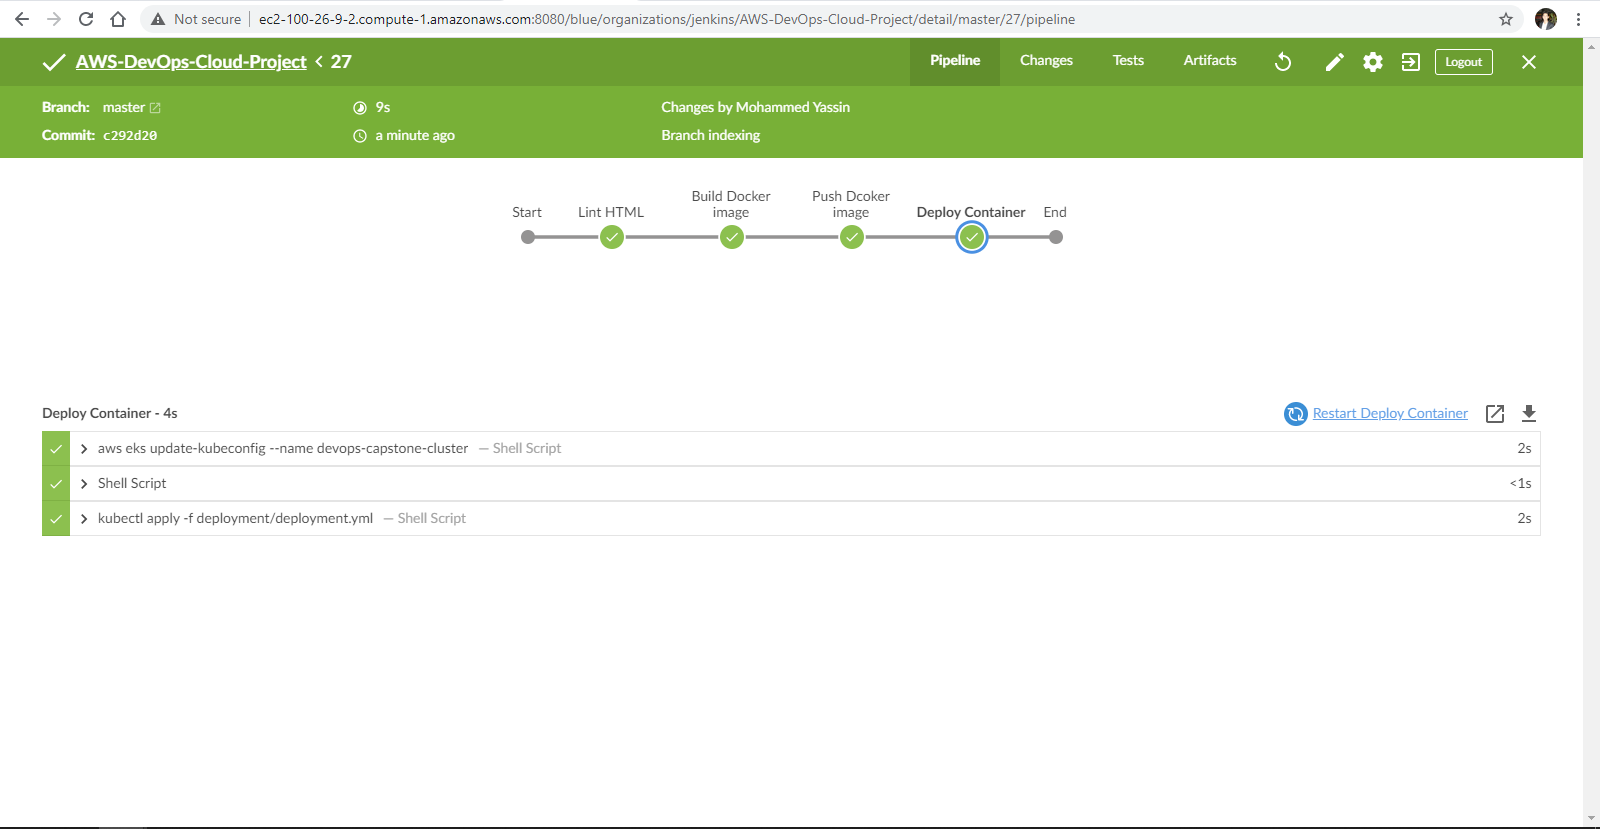 Not secure ec2-100-26-9-2.compute-1.amazonaws.com:8080/blue/organizations/jenkins/AWS-DevOps-Cloud-Project/detail/master/27/pipeline
AWS-DevOps-Cloud-Project < 27 Pipeline Changes Tests Artifacts Logout
Branch: master 9s Changes by Mohammed Yassin
Commit: c292d20 a minute ago Branch indexing
Start
Lint HTML
Build Docker
image
Push Dcoker
image
Deploy Container
End
Deploy Container - 4s Restart Deploy Container
aws eks update-kubeconfig --name devops-capstone-cluster — Shell Script 2s
Shell Script <1s
kubectl apply -f deployment/deployment.yml — Shell Script 2s